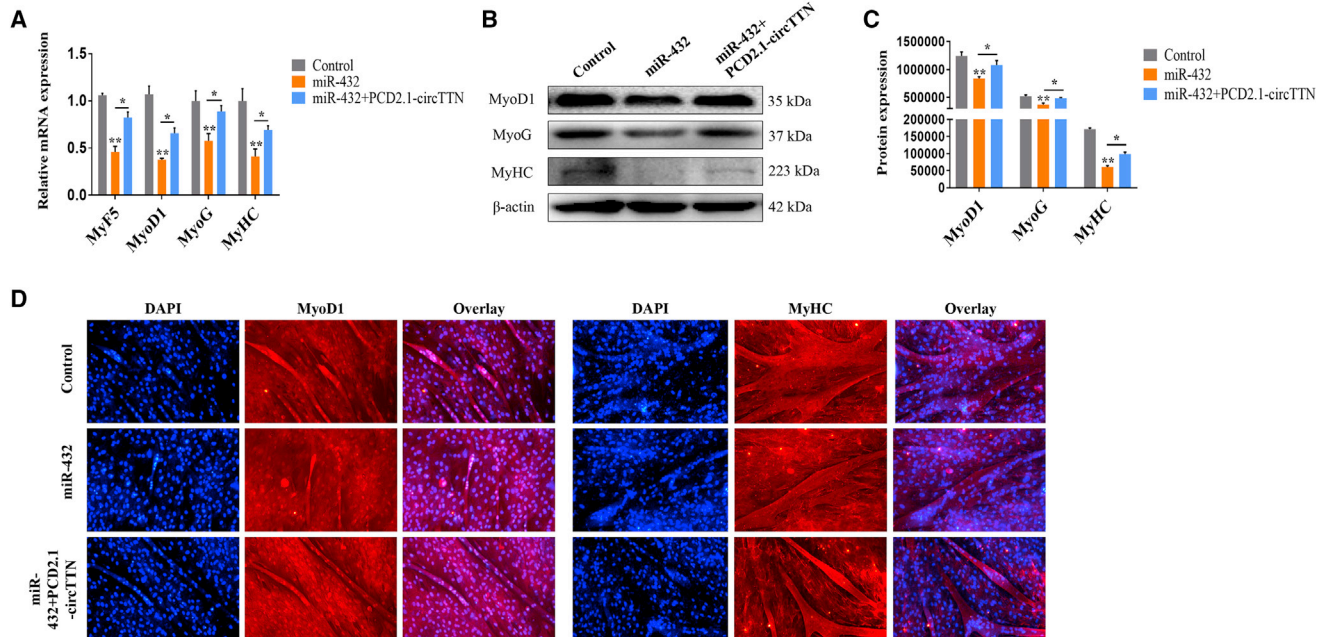 A
Relative mRNA expression
1.5
1.0
0.5
0.0
Control
miR-432
miR-432+PCD2.1-circTTN
** * ** * ** * ** *
MyF5
MyoD1
MyoG
MyHC
B
Control
miR-432
miR-432+
PCD2.1-circTTN
MyoD1 35 kDa
MyoG 37 kDa
MyHC 223 kDa
β-actin 42 kDa
C
Protein expression
1500000
1000000
500000
200000
150000
100000
50000
0
Control
miR-432
miR-432+PCD2.1-circTTN
** * ** * ** *
MyoD1
MyoG
MyHC
D
DAPI MyoD1 Overlay DAPI MyHC Overlay
Control
miR-432
miR-
432+PCD2.1
-circTTN